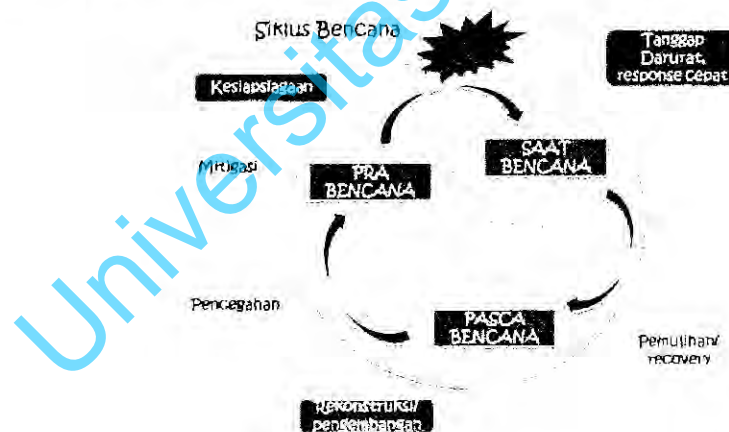 Siklus Bencana
Tanggap
Darurat,
response cepat
Kesiapsiagaan
SAAT
BENCANA
Mitigasi
PRA
BENCANA
Pencegahan
PASCA
BENCANA
Pemulihan/
recovery
Rekonstruksi/
pengembangan
Universitas